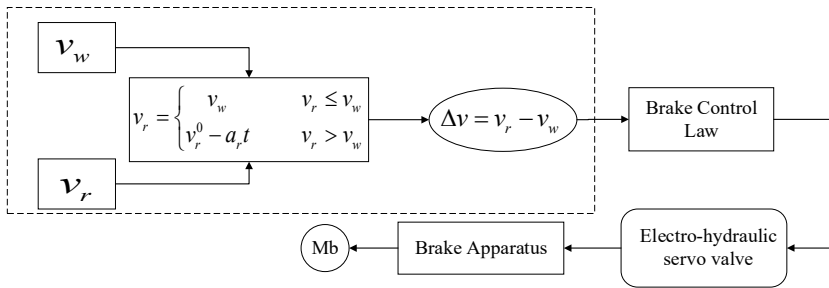 v_w
v_r = { v_w    v_r ≤ v_w
v_r^0 − a_r t    v_r > v_w
Δv = v_r − v_w
Brake Control
Law
v_r
Mb
Brake Apparatus
Electro-hydraulic
servo valve